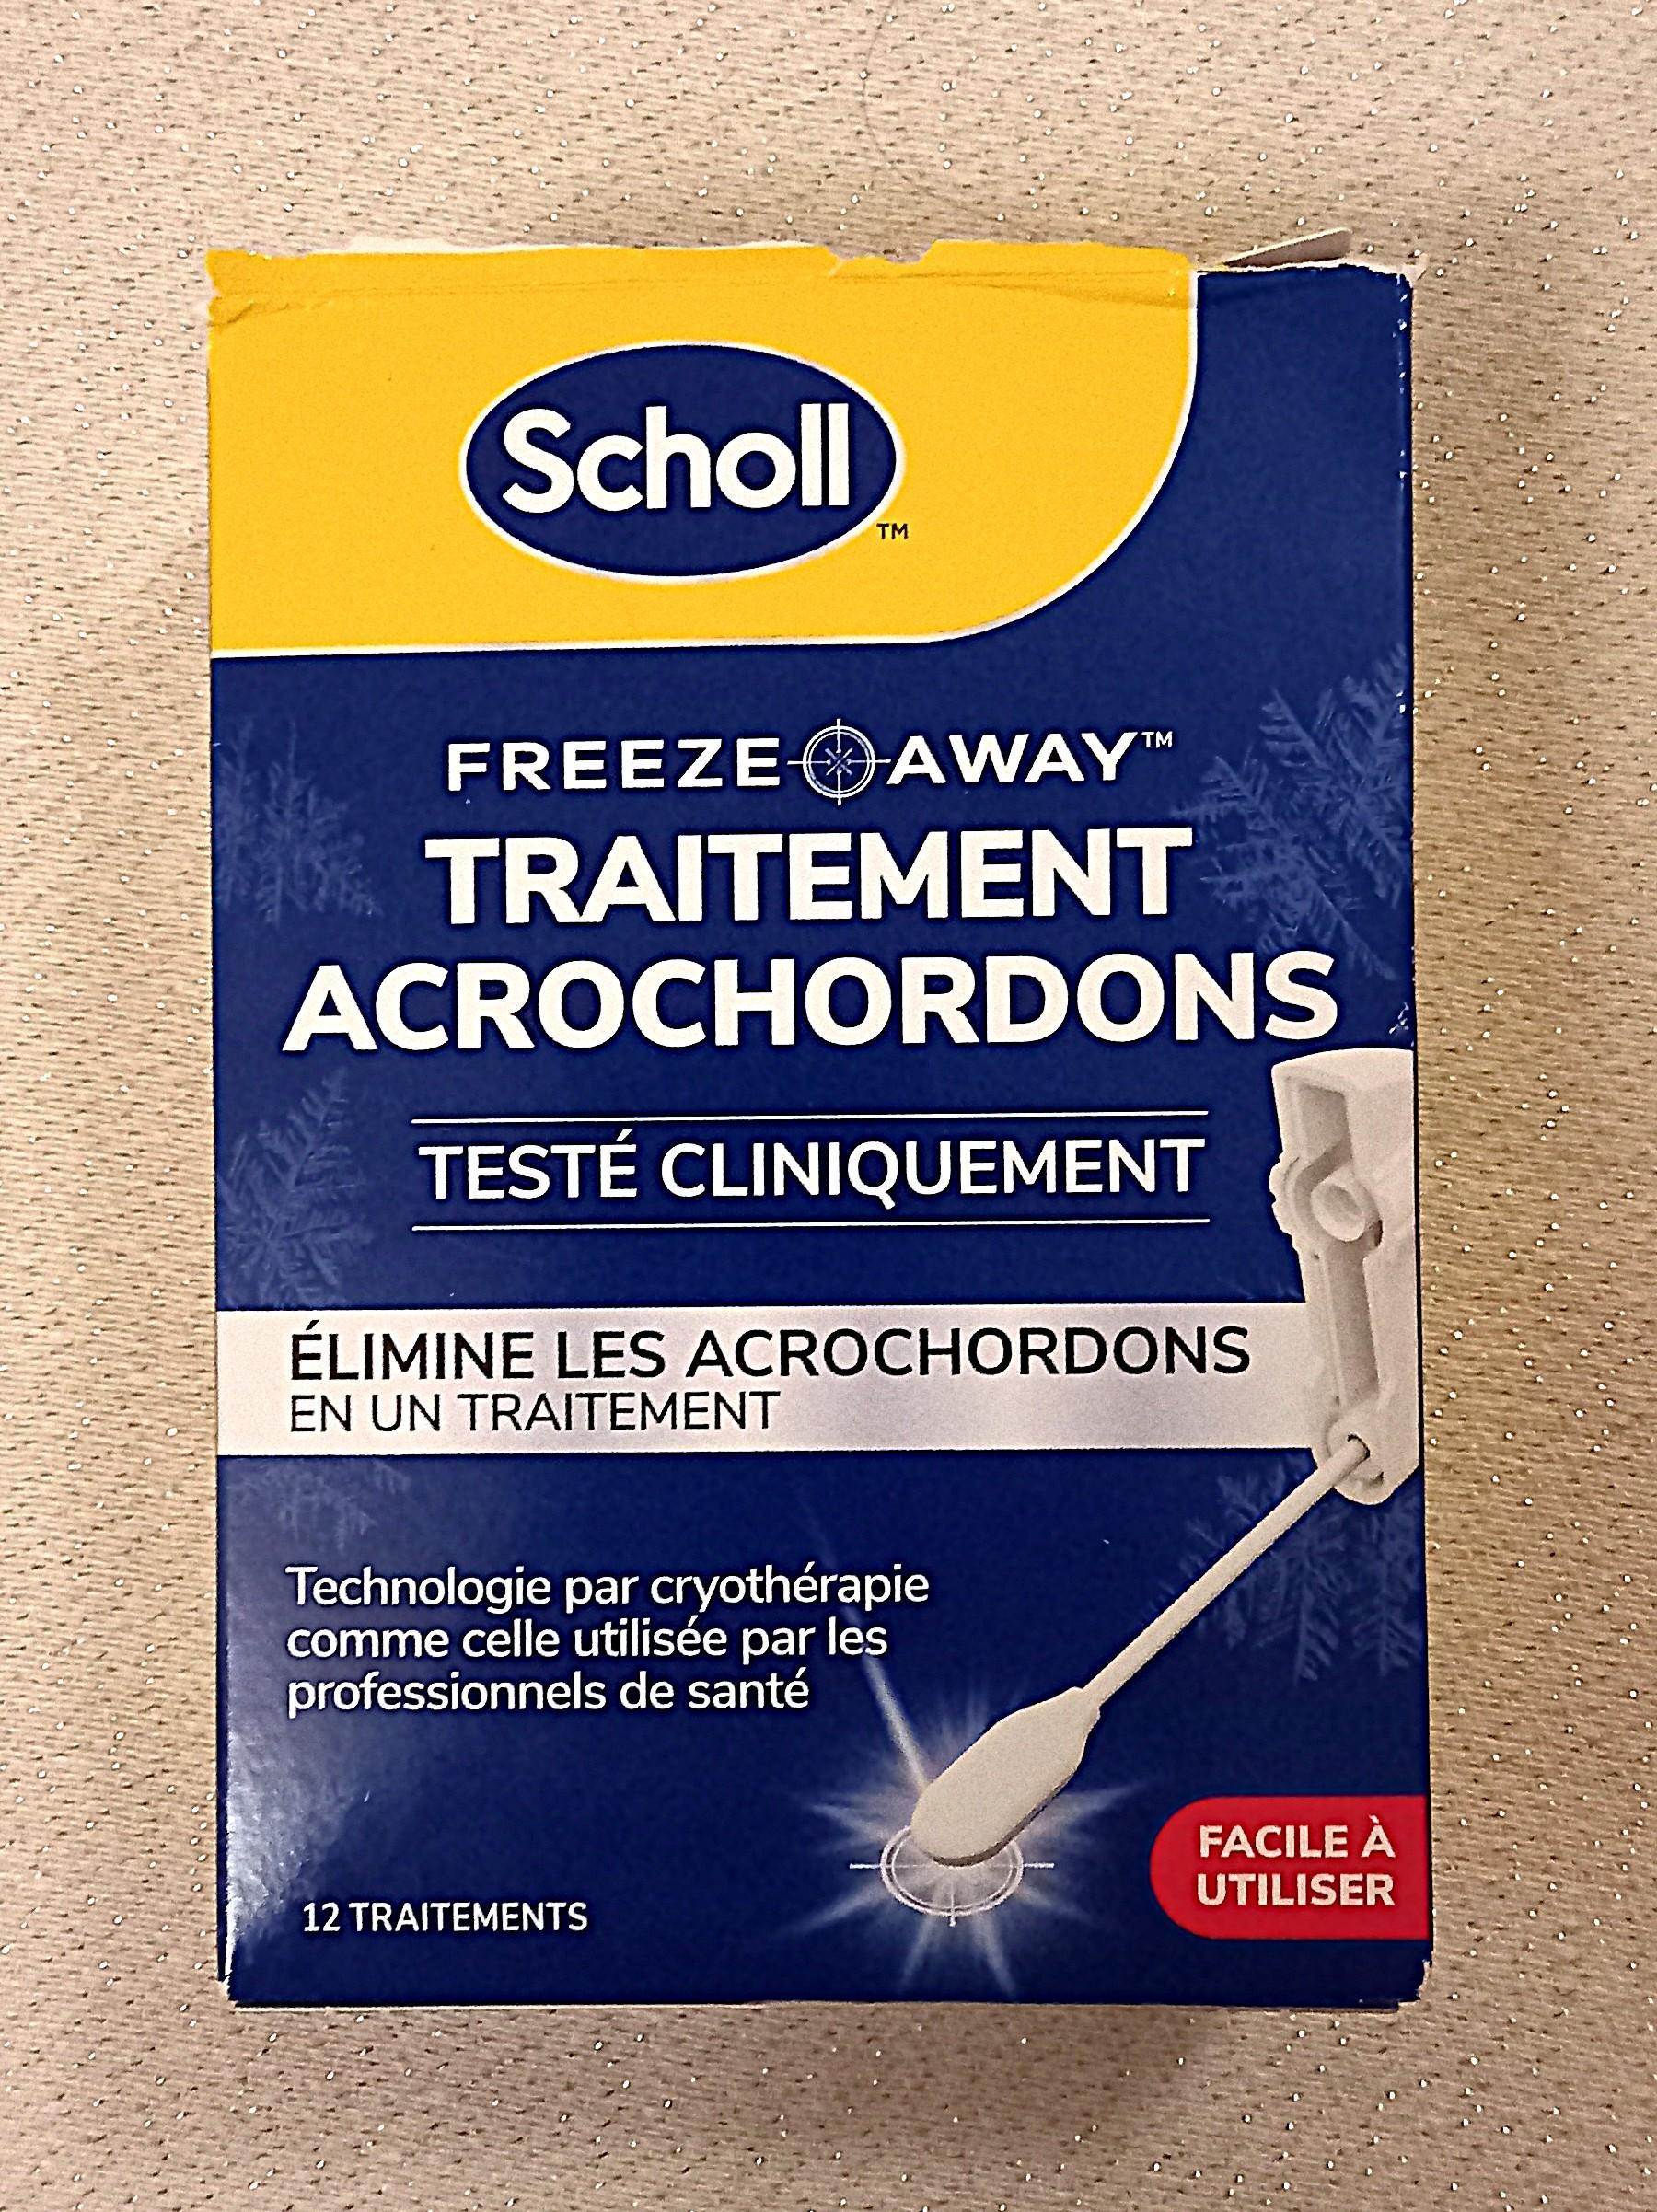 Scholl
TM
FREEZE AWAY™
TRAITEMENT
ACROCHORDONS
TESTÉ CLINIQUEMENT
ÉLIMINE LES ACROCHORDONS
EN UN TRAITEMENT
Technologie par cryothérapie
comme celle utilisée par les
professionnels de santé
FACILE À
UTILISER
12 TRAITEMENTS